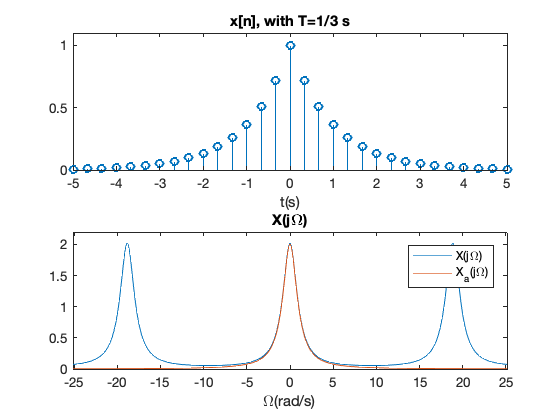 x[n], with T=1/3 s
1
0.5
0
-5 -4 -3 -2 -1 0 1 2 3 4 5
t(s)
X(jΩ)
2
1.5
1
0.5
0
X(jΩ)
X_a(jΩ)
-25 -20 -15 -10 -5 0 5 10 15 20 25
Ω(rad/s)